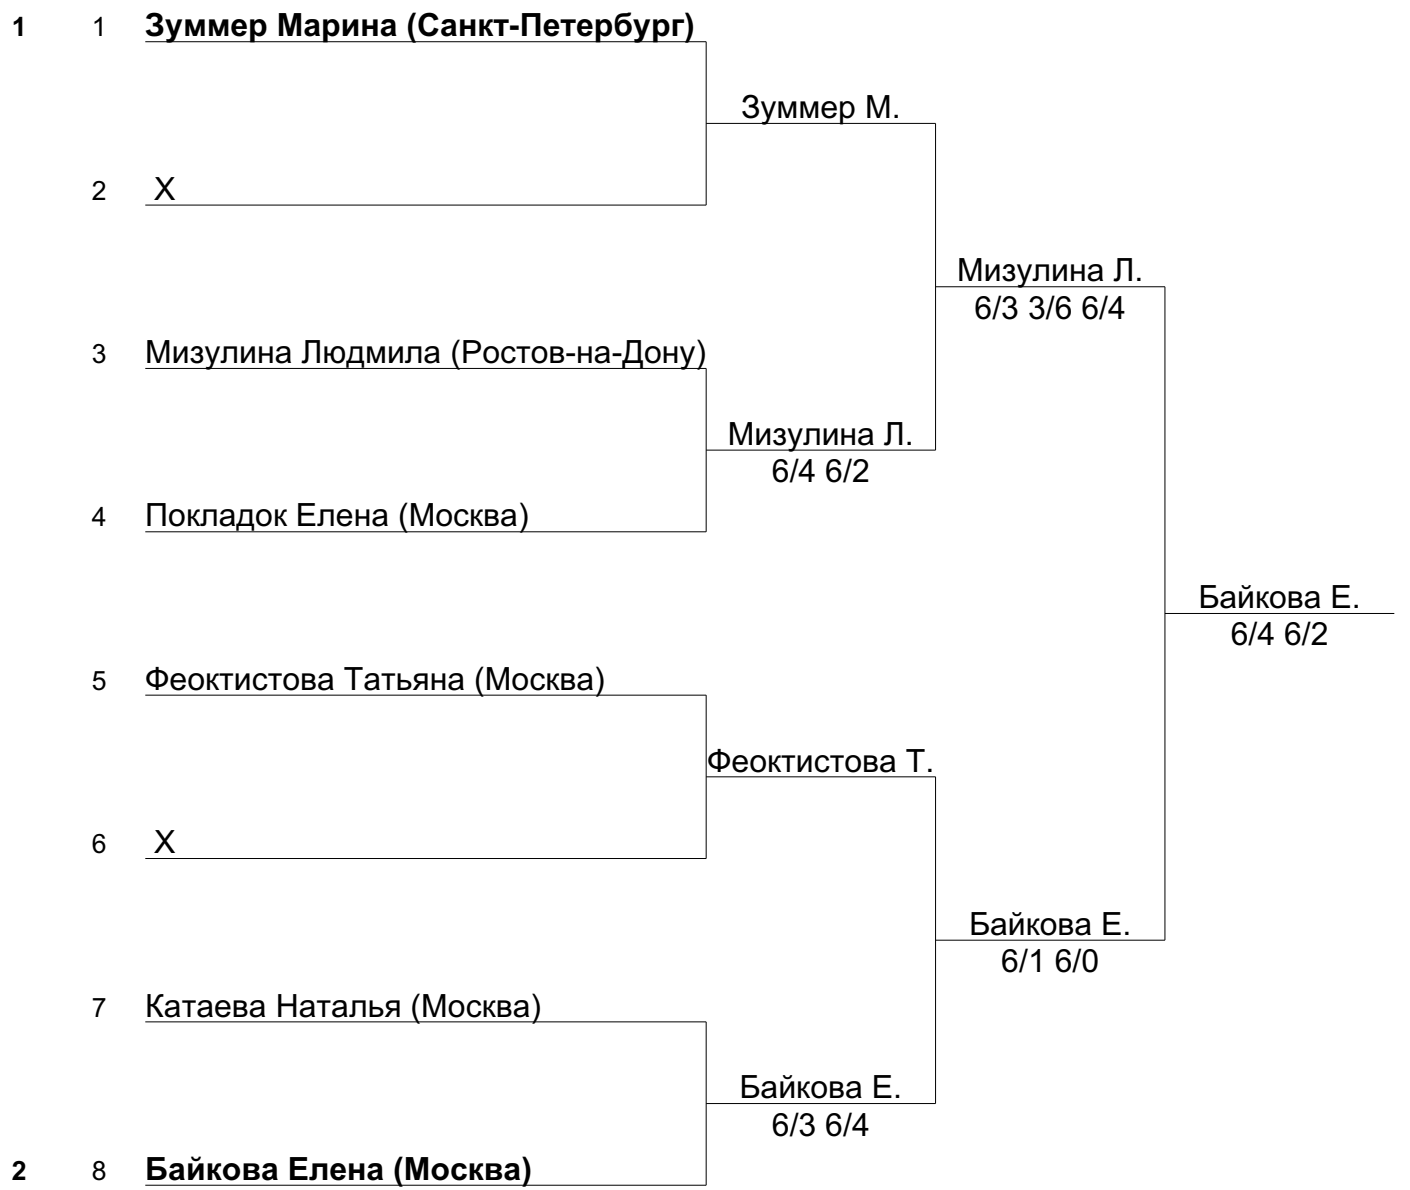 1 1 Зуммер Марина (Санкт-Петербург)
Зуммер М.
2 X
Мизулина Л.
6/3 3/6 6/4
3 Мизулина Людмила (Ростов-на-Дону)
Мизулина Л.
6/4 6/2
4 Покладок Елена (Москва)
Байкова Е.
6/4 6/2
5 Феоктистова Татьяна (Москва)
Феоктистова Т.
6 X
Байкова Е.
6/1 6/0
7 Катаева Наталья (Москва)
Байкова Е.
6/3 6/4
2 8 Байкова Елена (Москва)